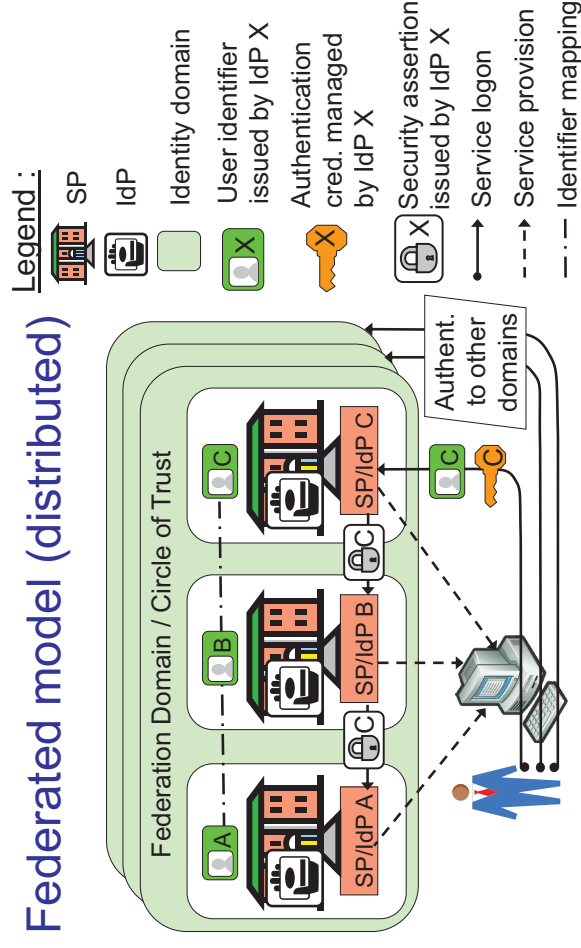 Federated model (distributed)
Federation Domain / Circle of Trust
A
B
C
SP/IdP A
C
SP/IdP B
C
SP/IdP C
C
C
Authent.
to other
domains
Legend :
SP
IdP
Identity domain
X
User identifier
issued by IdP X
X
Authentication
cred. managed
by IdP X
X
Security assertion
issued by IdP X
Service logon
Service provision
Identifier mapping